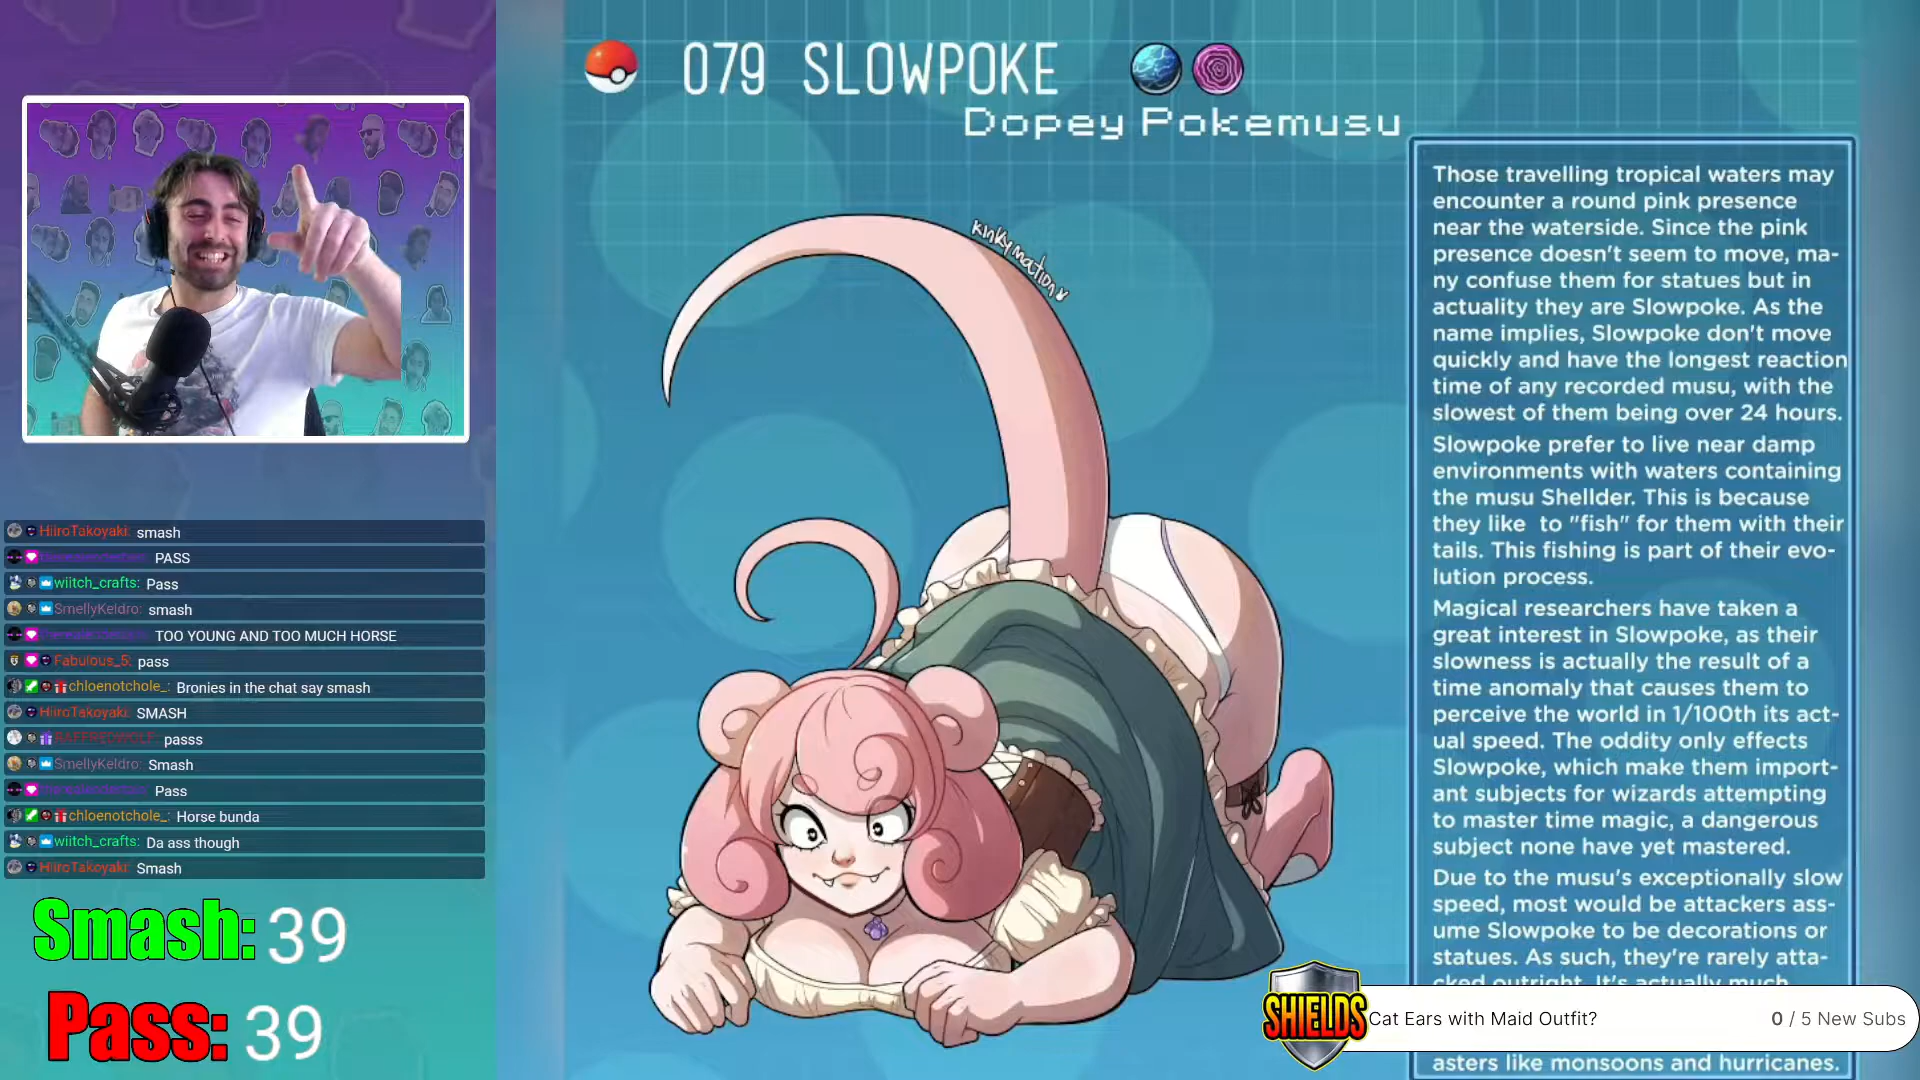 079 SLOWPOKE
Dopey Pokemusu
kinkymation
Those travelling tropical waters may
encounter a round pink presence
near the waterside. Since the pink
presence doesn't seem to move, ma-
ny confuse them for statues but in
actuality they are Slowpoke. As the
name implies, Slowpoke don't move
quickly and have the longest reaction
time of any recorded musu, with the
slowest of them being over 24 hours.
Slowpoke prefer to live near damp
environments with waters containing
the musu Shellder. This is because
they like to "fish" for them with their
tails. This fishing is part of their evo-
lution process.
Magical researchers have taken a
great interest in Slowpoke, as their
slowness is actually the result of a
time anomaly that causes them to
perceive the world in 1/100th its act-
ual speed. The oddity only effects
Slowpoke, which make them import-
ant subjects for wizards attempting
to master time magic, a dangerous
subject none have yet mastered.
Due to the musu's exceptionally slow
speed, most would be attackers ass-
ume Slowpoke to be decorations or
statues. As such, they're rarely atta-
cked outright. It's actually much
asters like monsoons and hurricanes.
HiiroTakoyaki: smash
PASS
wiitch_crafts: Pass
SmellyKeldro: smash
TOO YOUNG AND TOO MUCH HORSE
Fabulous_5: pass
chloenotchole_: Bronies in the chat say smash
HiiroTakoyaki: SMASH
passs
SmellyKeldro: Smash
Pass
chloenotchole_: Horse bunda
wiitch_crafts: Da ass though
HiiroTakoyaki: Smash
Smash: 39
Pass: 39
SHIELDS
Cat Ears with Maid Outfit?
0 / 5 New Subs